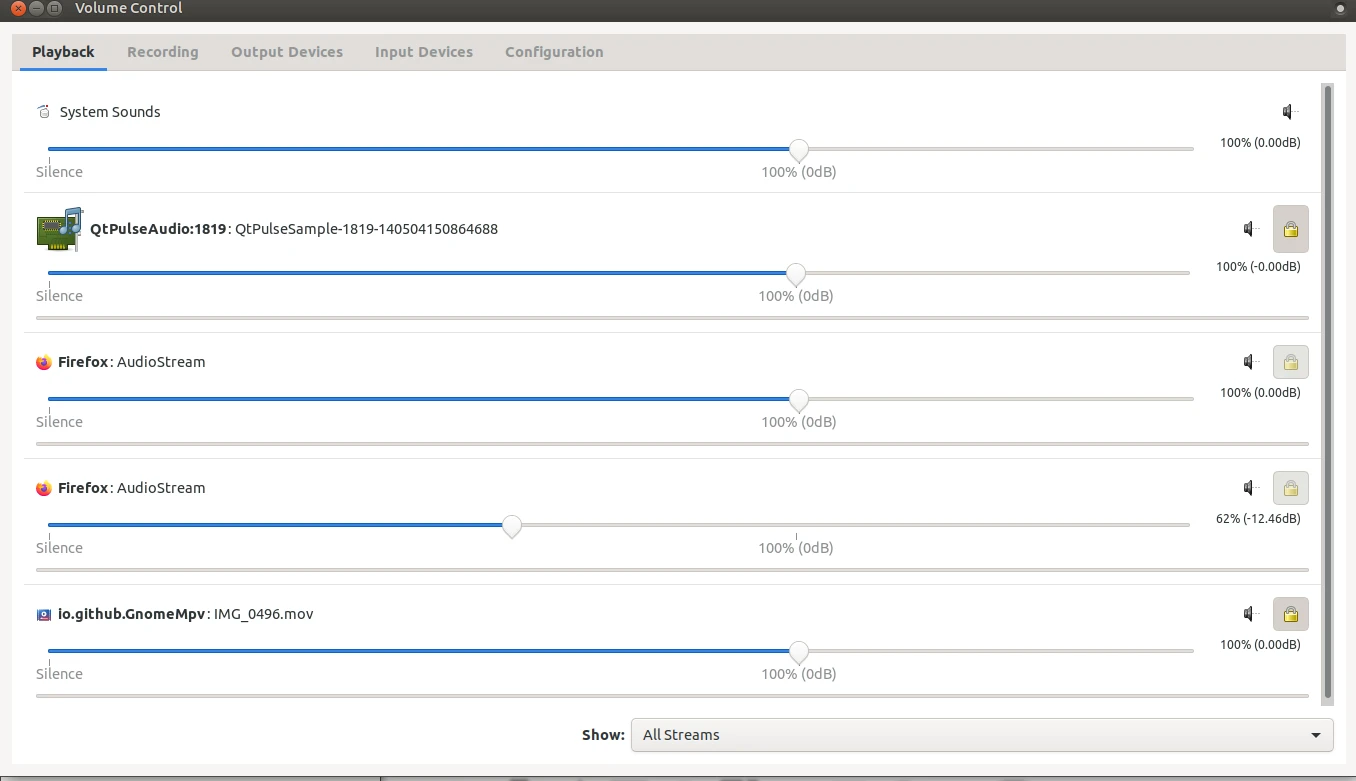 Volume Control
Playback Recording Output Devices Input Devices Configuration
System Sounds
100% (0.00dB)
Silence 100% (0dB)
QtPulseAudio:1819: QtPulseSample-1819-140504150864688
100% (-0.00dB)
Silence 100% (0dB)
Firefox: AudioStream
100% (0.00dB)
Silence 100% (0dB)
Firefox: AudioStream
62% (-12.46dB)
Silence 100% (0dB)
io.github.GnomeMpv: IMG_0496.mov
100% (0.00dB)
Silence 100% (0dB)
Show: All Streams